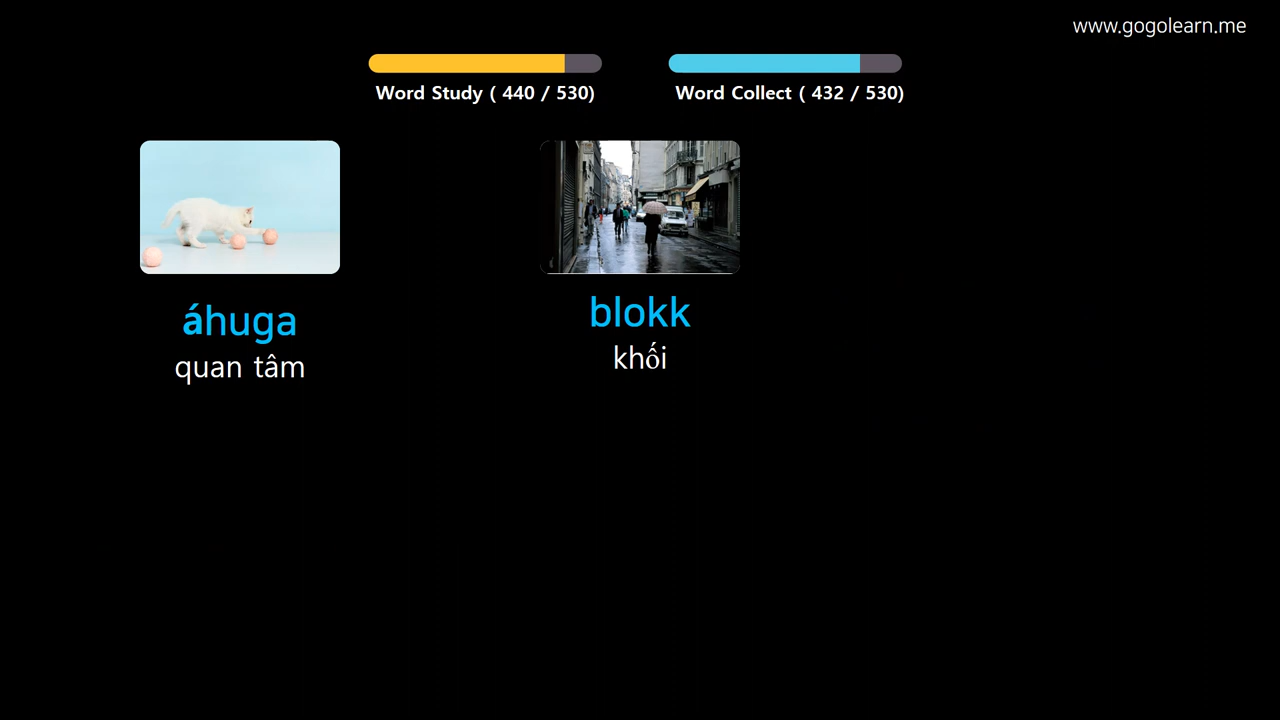 www.gogolearn.me
Word Study ( 440 / 530)
Word Collect ( 432 / 530)
áhuga
quan tâm
blokk
khối